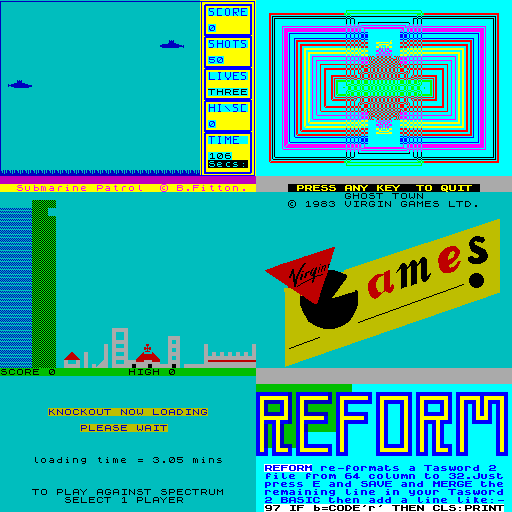 SCORE
0
SHOTS
50
LIVES
THREE
HI\SC
0
TIME
106
Secs:
Submarine Patrol © B.Fitton.
PRESS ANY KEY TO QUIT
GHOST TOWN
© 1983 VIRGIN GAMES LTD.
Virgin
Games
SCORE 0 HIGH 0
KNOCKOUT NOW LOADING
PLEASE WAIT
loading time = 3.05 mins
TO PLAY AGAINST SPECTRUM
SELECT 1 PLAYER
REFORM
REFORM re-formats a Tasword 2
file from 64 column to 32.Just
press E and SAVE and MERGE the
remaining line in your Tasword
2 BASIC then add a line like:-
97 IF b=CODE'r' THEN CLS:PRINT